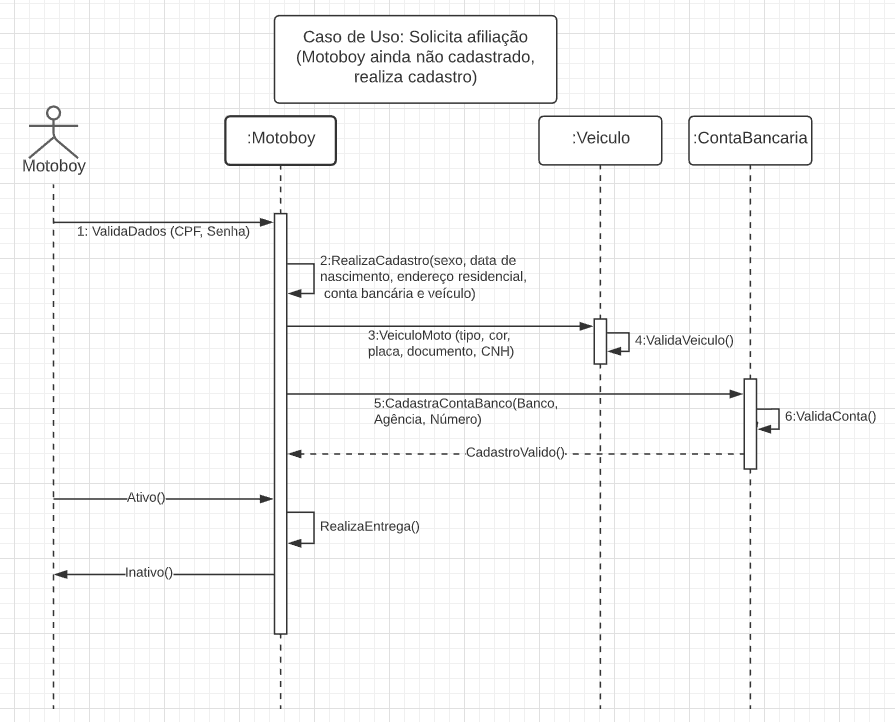 Caso de Uso: Solicita afiliação
(Motoboy ainda não cadastrado,
realiza cadastro)
Motoboy
:Motoboy
:Veiculo
:ContaBancaria
1: ValidaDados (CPF, Senha)
2:RealizaCadastro(sexo, data de
nascimento, endereço residencial,
conta bancária e veículo)
3:VeiculoMoto (tipo, cor,
placa, documento, CNH)
4:ValidaVeiculo()
5:CadastraContaBanco(Banco,
Agência, Número)
6:ValidaConta()
CadastroValido()
Ativo()
RealizaEntrega()
Inativo()